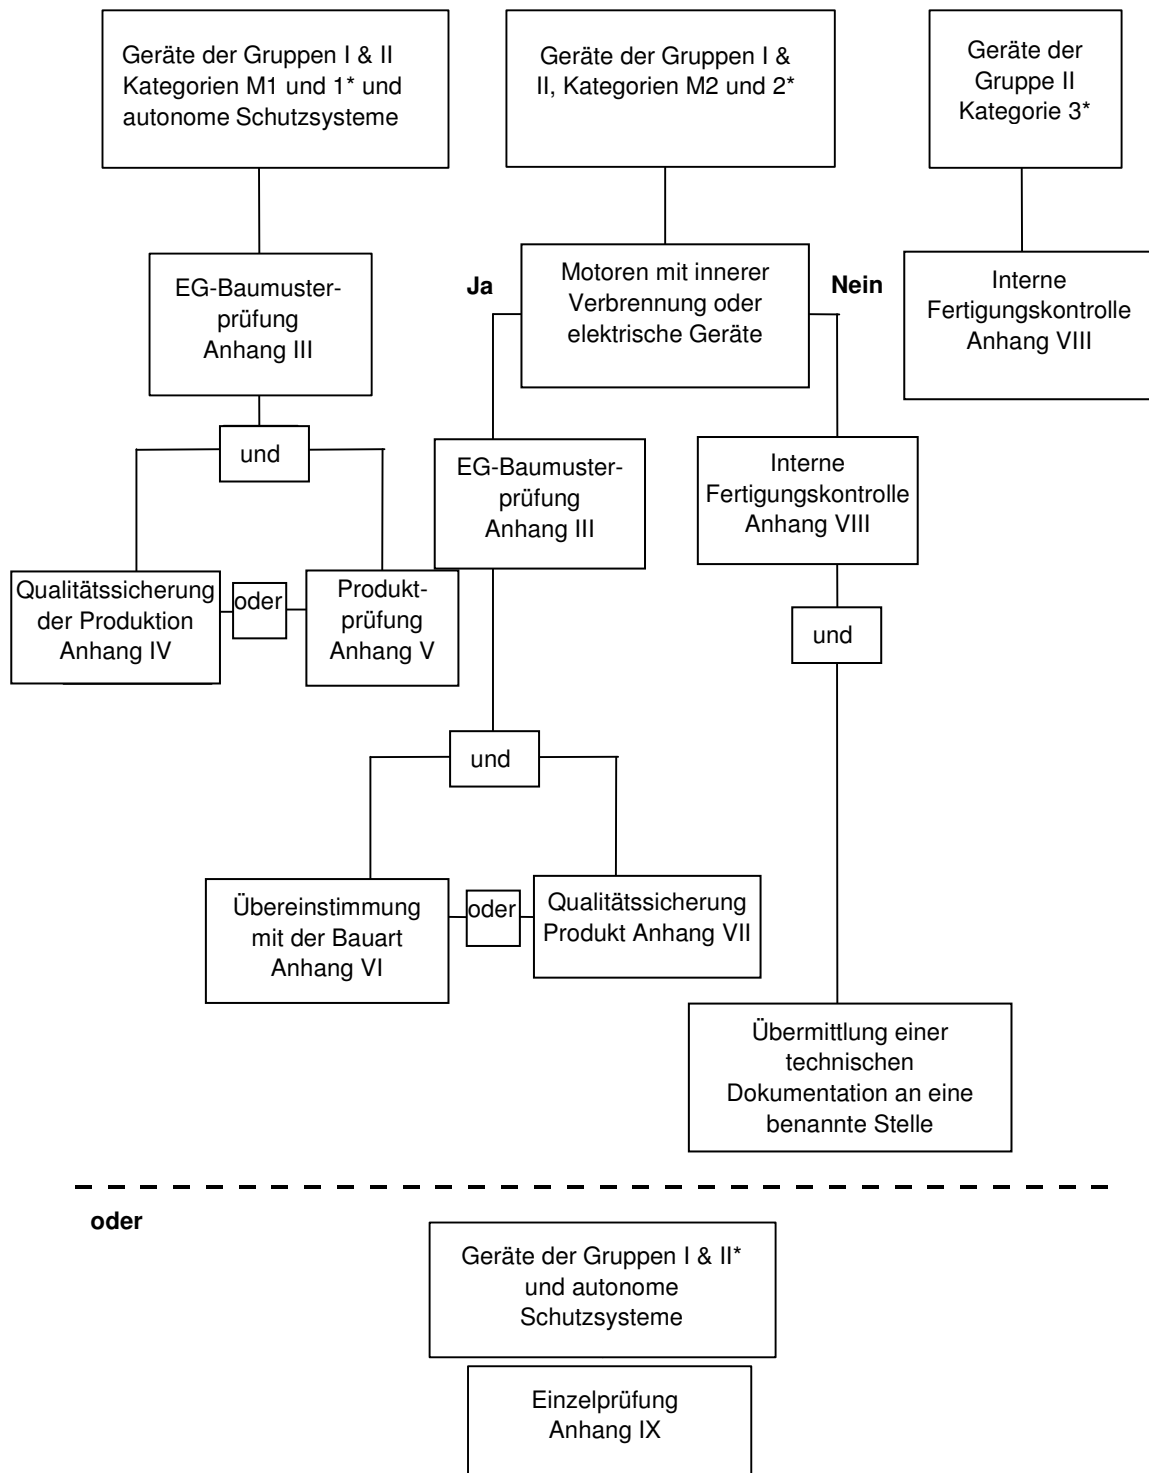 Geräte der Gruppen I & II
Kategorien M1 und 1* und
autonome Schutzsysteme
Geräte der Gruppen I &
II, Kategorien M2 und 2*
Geräte der
Gruppe II
Kategorie 3*
EG-Baumuster-
prüfung
Anhang III
Ja
Motoren mit innerer
Verbrennung oder
elektrische Geräte
Nein
Interne
Fertigungskontrolle
Anhang VIII
und
EG-Baumuster-
prüfung
Anhang III
Interne
Fertigungskontrolle
Anhang VIII
Qualitätssicherung
der Produktion
Anhang IV
oder
Produkt-
prüfung
Anhang V
und
und
Übereinstimmung
mit der Bauart
Anhang VI
oder
Qualitätssicherung
Produkt Anhang VII
Übermittlung einer
technischen
Dokumentation an eine
benannte Stelle
oder
Geräte der Gruppen I & II*
und autonome
Schutzsysteme
Einzelprüfung
Anhang IX